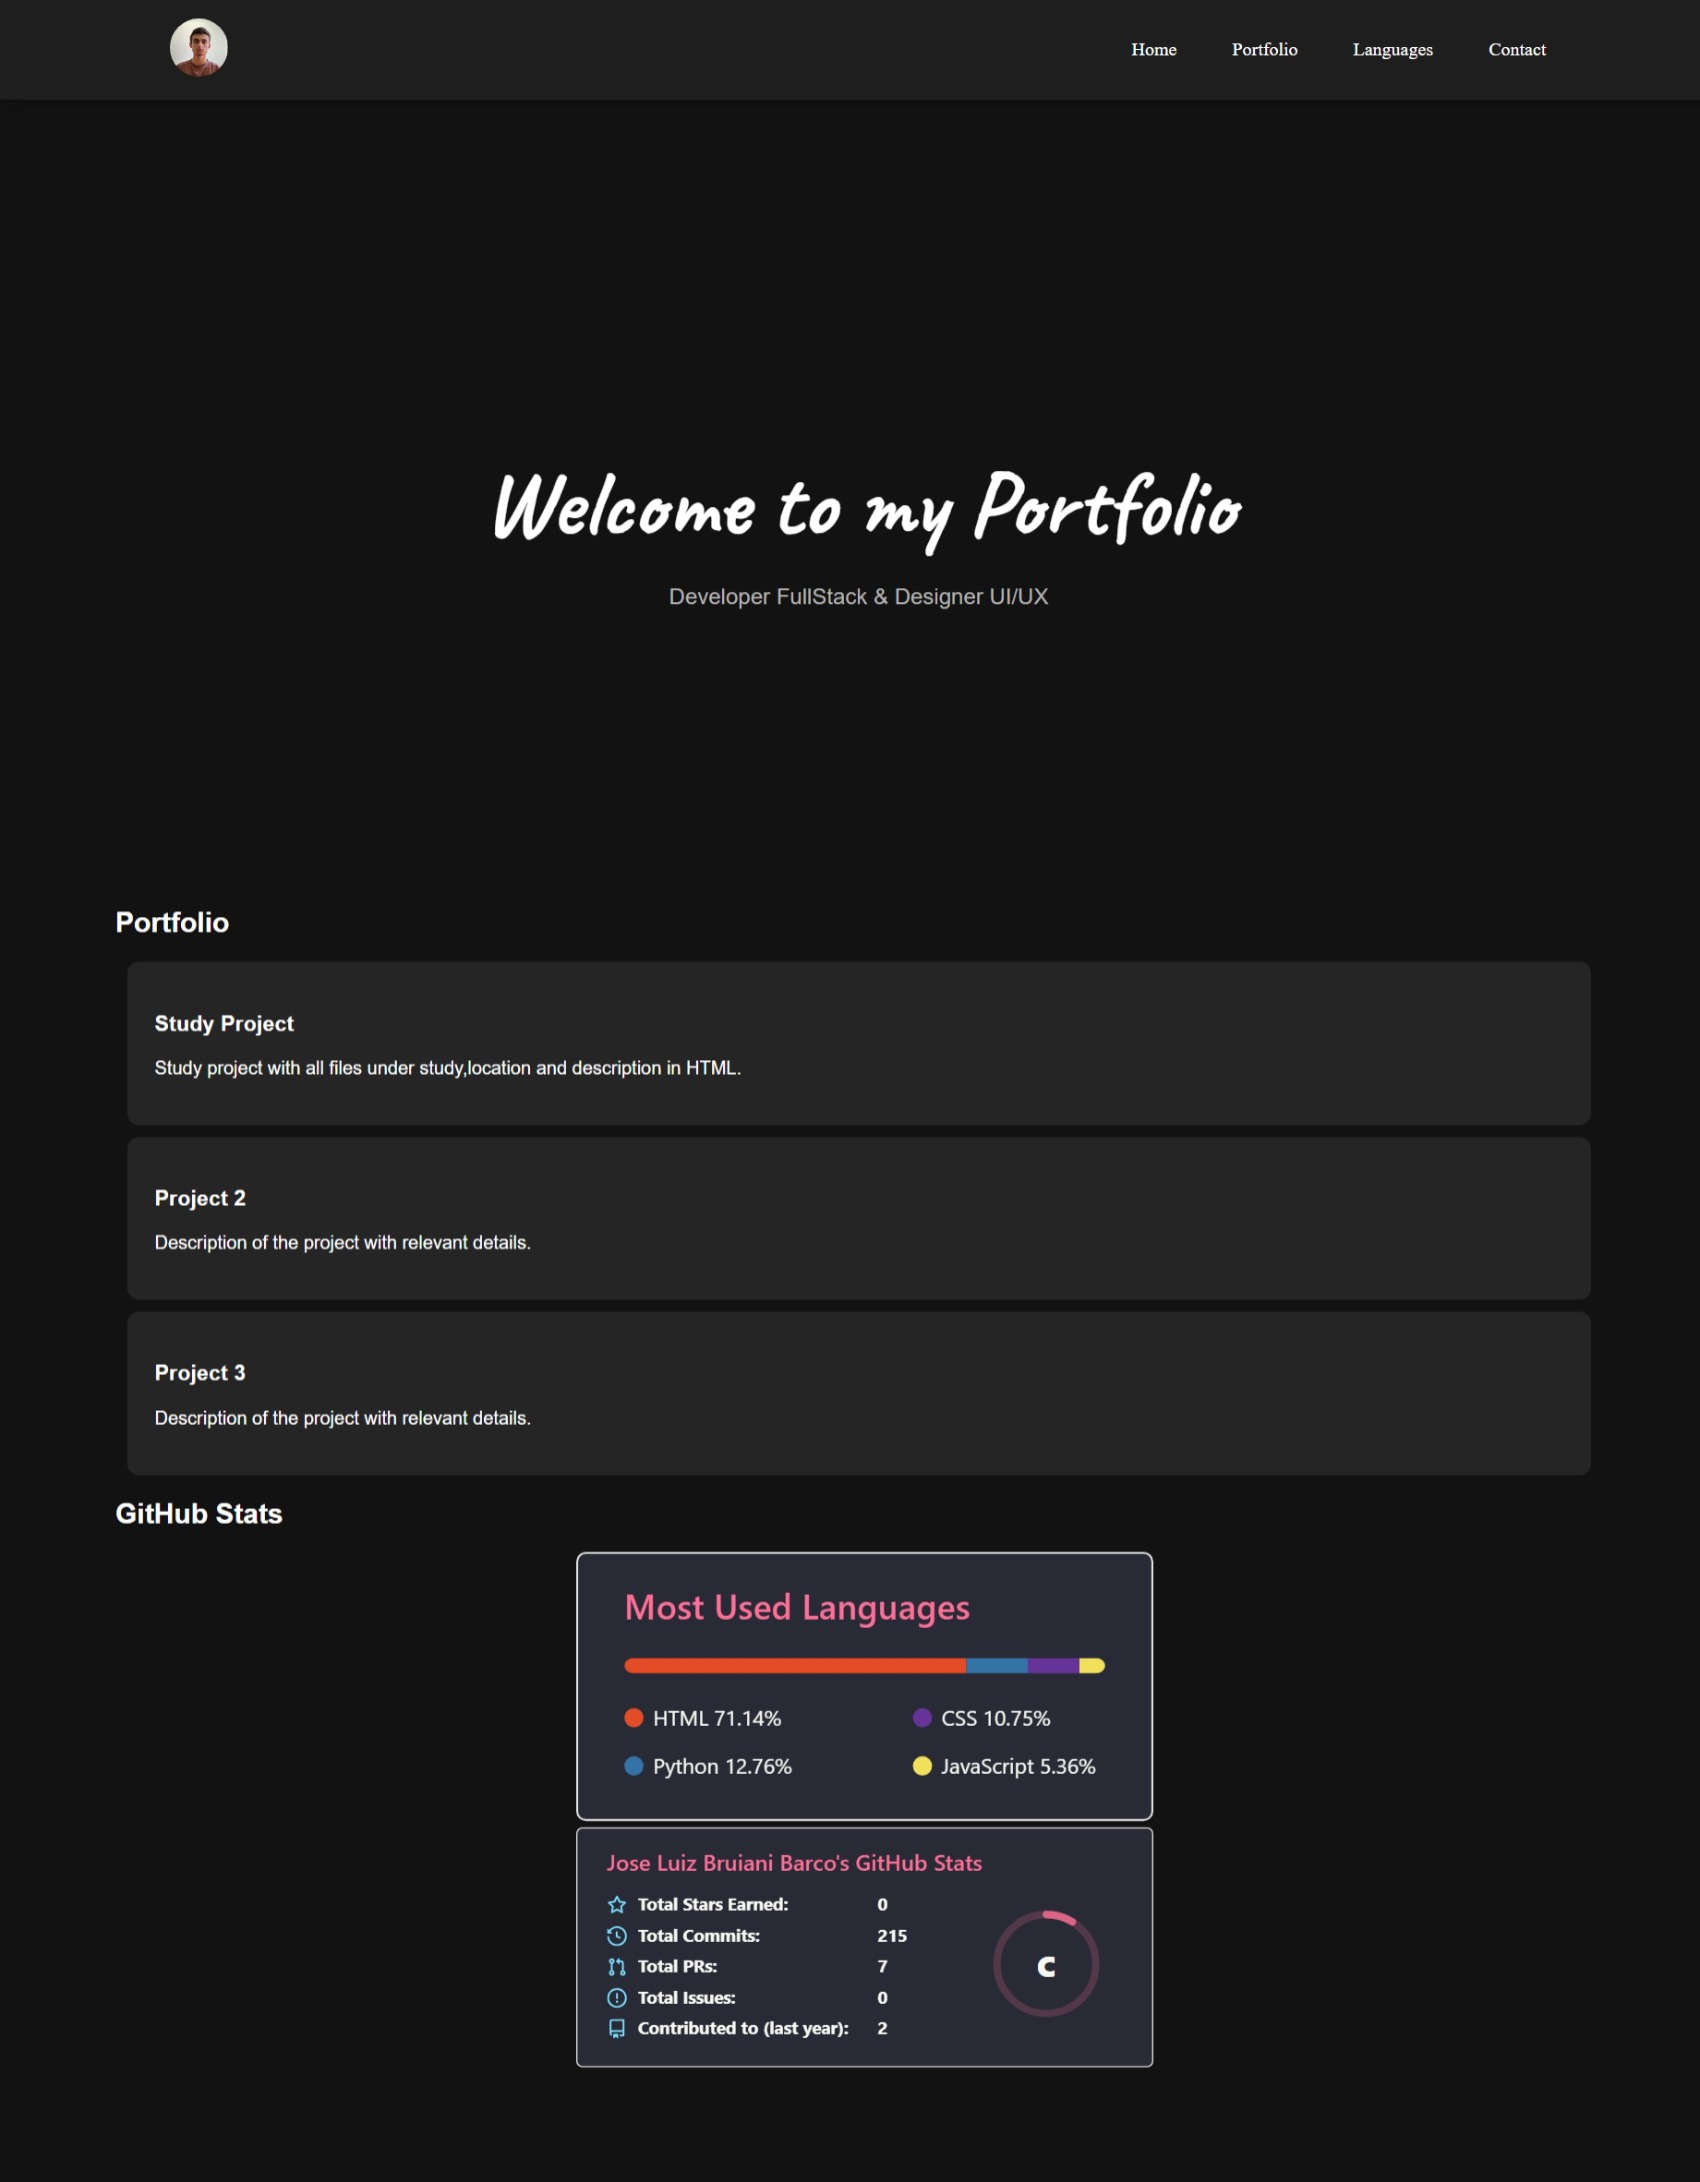 Home Portfolio Languages Contact
Welcome to my Portfolio
Developer FullStack & Designer UI/UX
Portfolio
Study Project
Study project with all files under study,location and description in HTML.
Project 2
Description of the project with relevant details.
Project 3
Description of the project with relevant details.
GitHub Stats
Most Used Languages
HTML 71.14% CSS 10.75%
Python 12.76% JavaScript 5.36%
Jose Luiz Bruiani Barco's GitHub Stats
Total Stars Earned: 0
Total Commits: 215
Total PRs: 7
Total Issues: 0
Contributed to (last year): 2
C